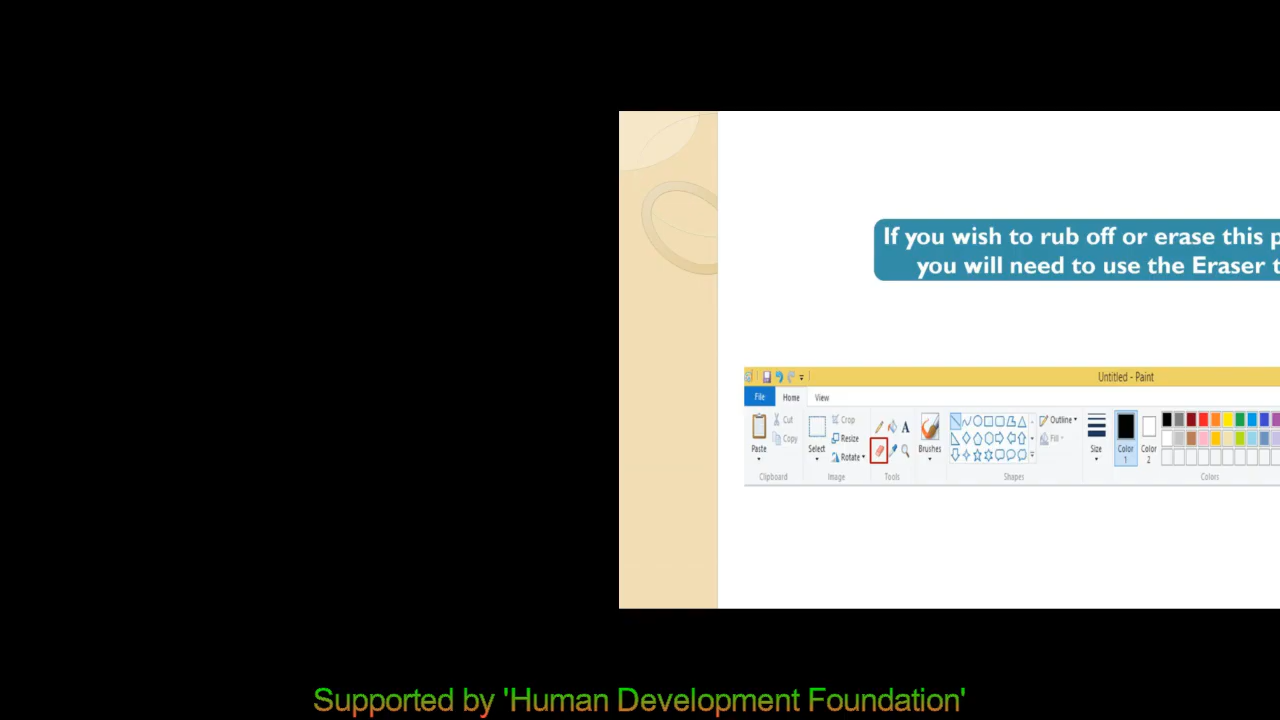 If you wish to rub off or erase this
you will need to use the Eraser
Untitled - Paint
File Home View
Cut
Copy
Paste
Clipboard
Crop
Resize
Rotate
Select
Image
A
Tools
Brushes
Shapes
Outline
Fill
Size
Color
1
Color
2
Colors
Supported by 'Human Development Foundation'